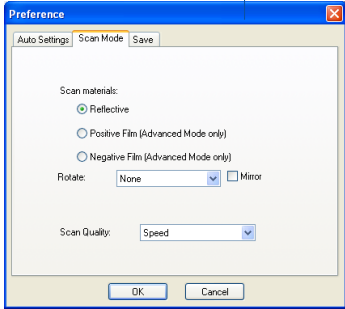 Preference
Auto Settings Scan Mode Save
Scan materials:
Reflective
Positive Film (Advanced Mode only)
Negative Film (Advanced Mode only)
Rotate: None Mirror
Scan Quality: Speed
OK Cancel